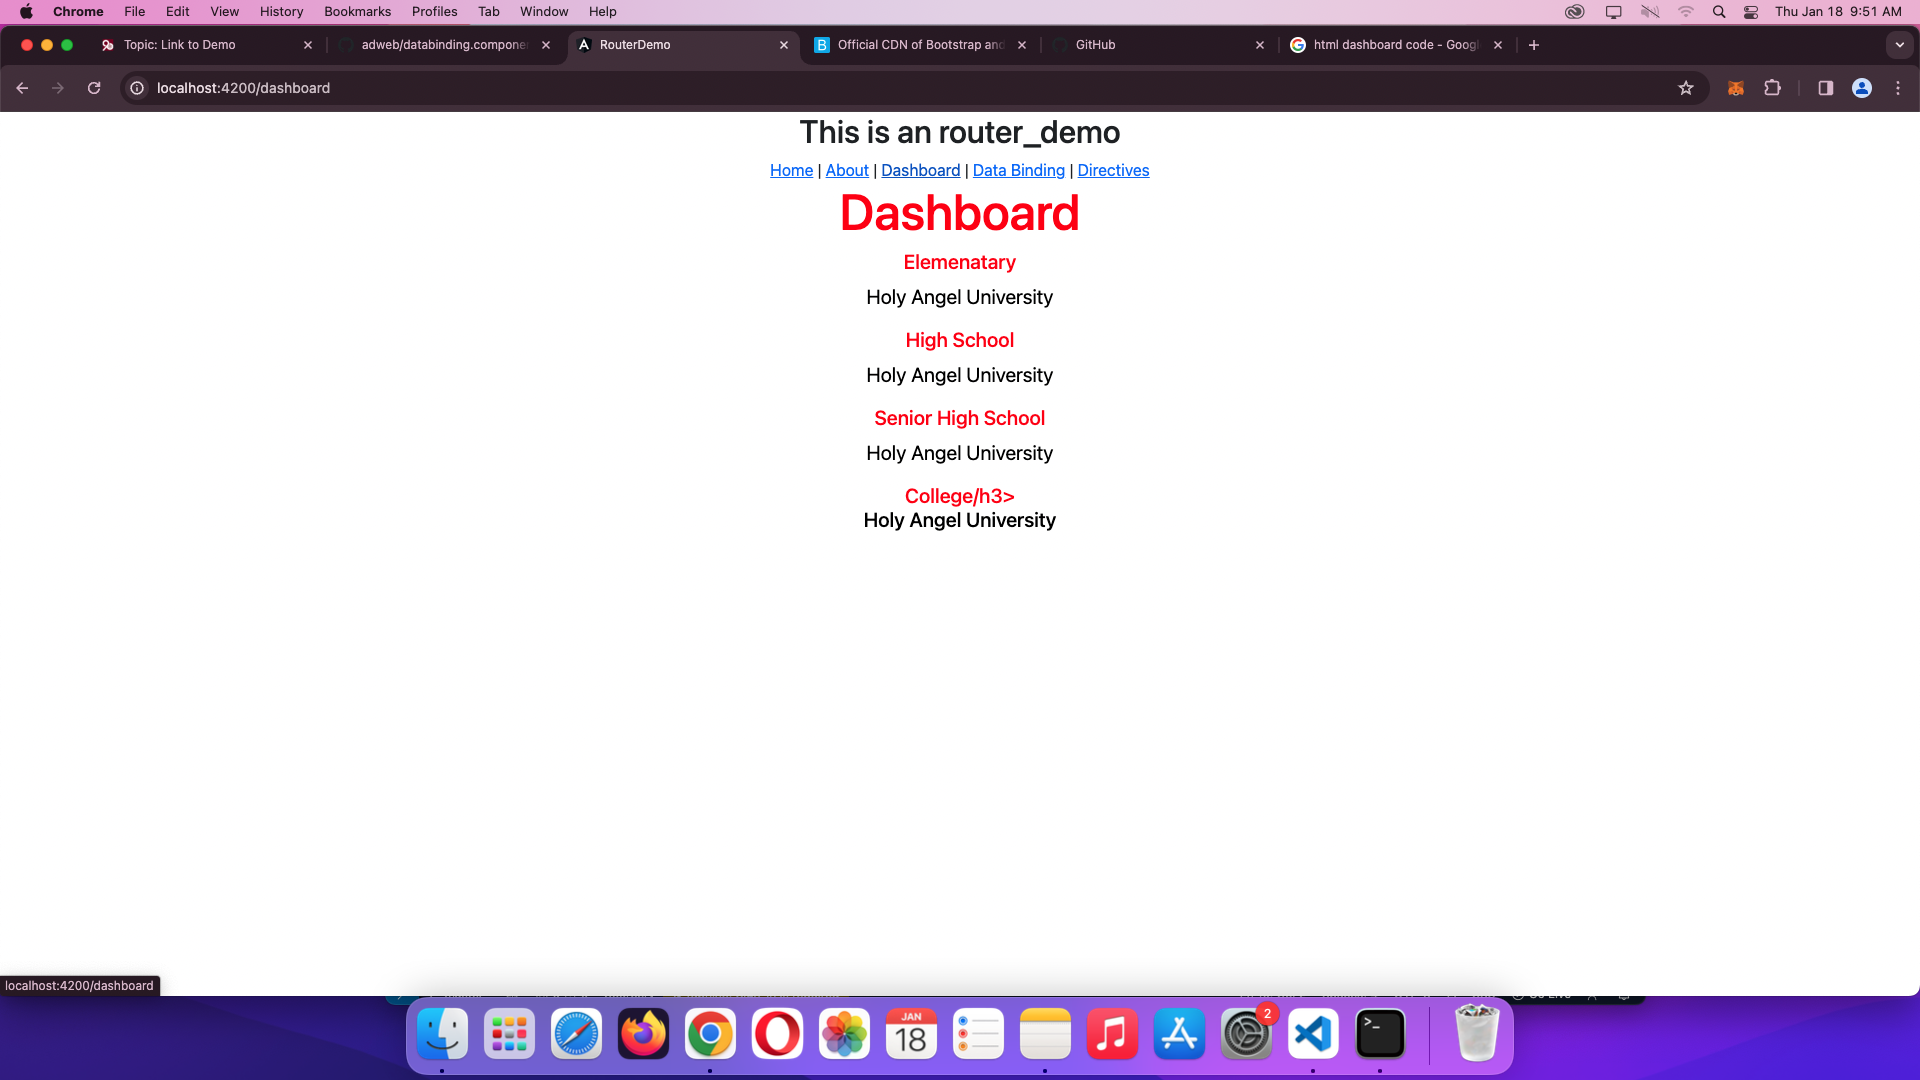 Chrome File Edit View History Bookmarks Profiles Tab Window Help Thu Jan 18 9:51 AM
Topic: Link to Demo adweb/databinding.compone RouterDemo Official CDN of Bootstrap and GitHub html dashboard code - Goog
localhost:4200/dashboard
This is an router_demo
Home | About | Dashboard | Data Binding | Directives
Dashboard
Elemenatary
Holy Angel University
High School
Holy Angel University
Senior High School
Holy Angel University
College/h3>
Holy Angel University
localhost:4200/dashboard
JAN
18
2